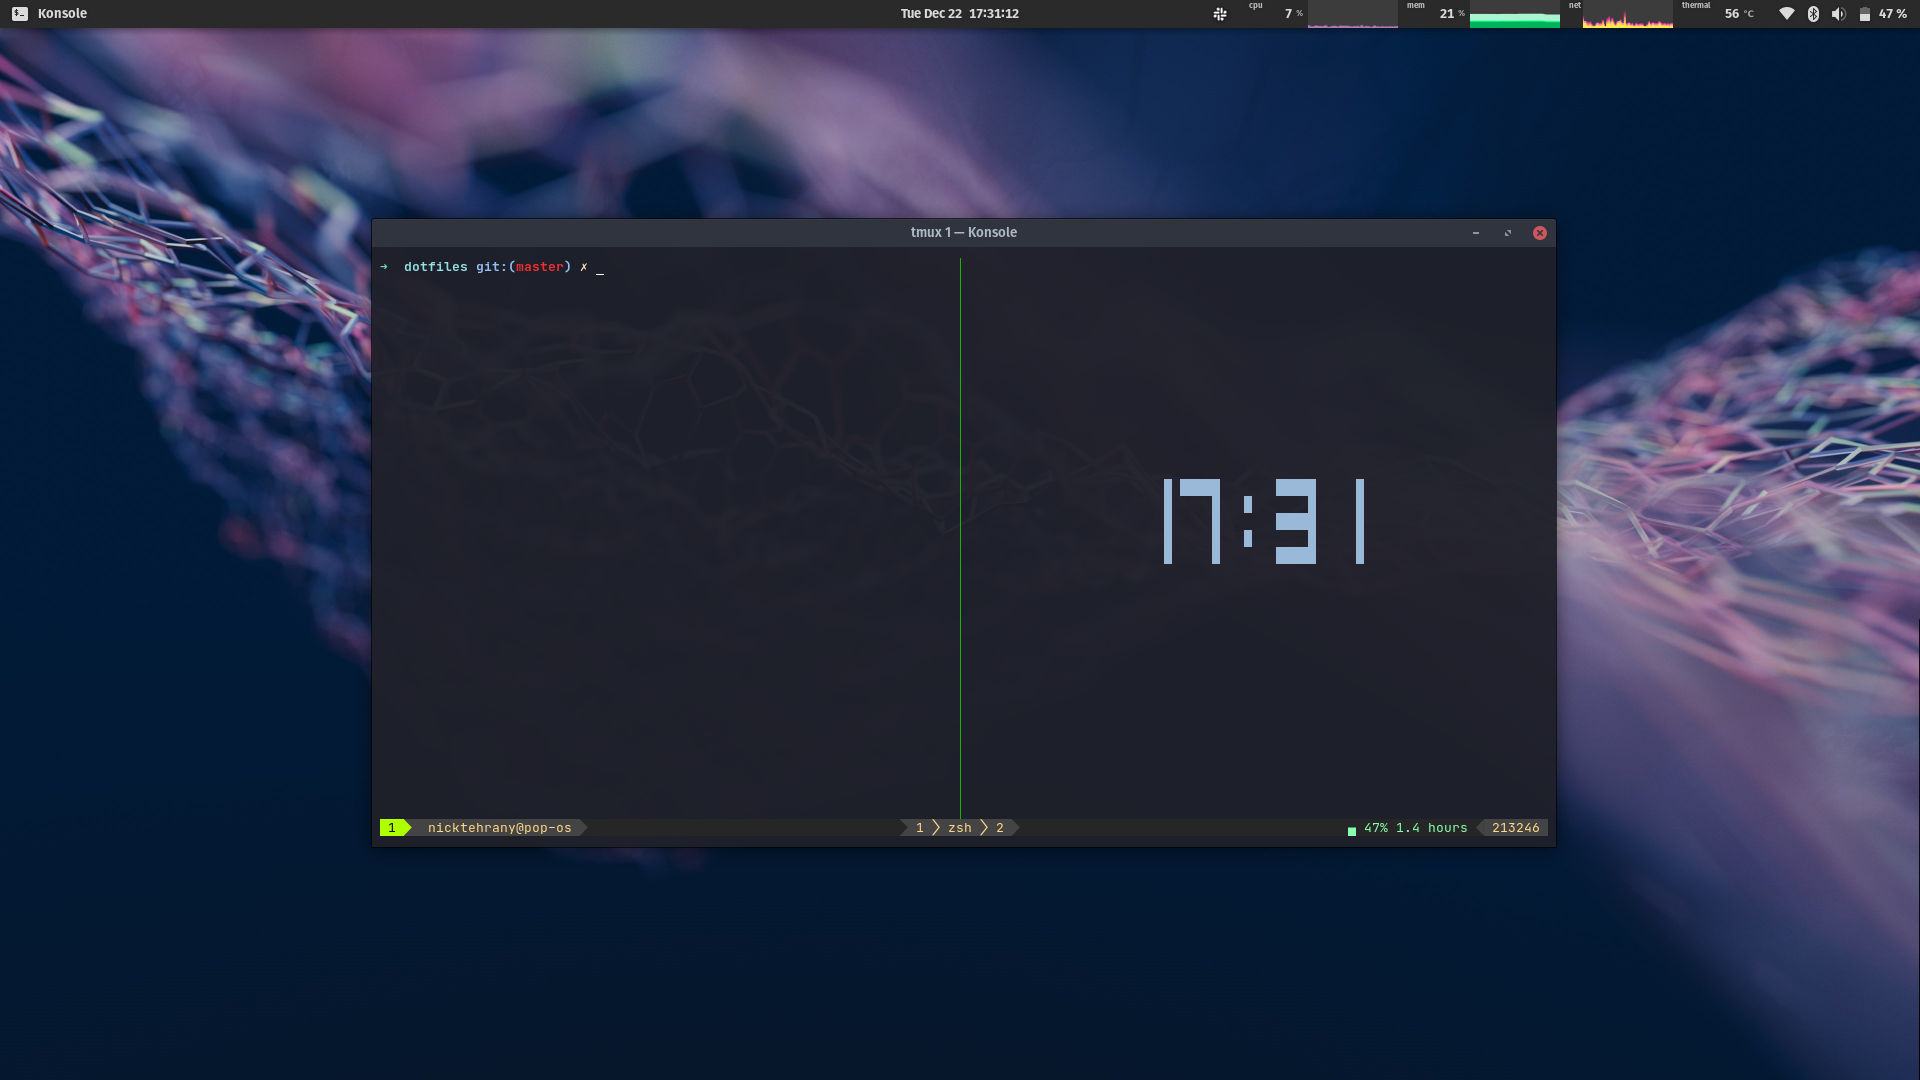 Konsole
Tue Dec 22 17:31:12
cpu 7 %
mem 21 %
net
thermal 56 °C
47 %
tmux 1 — Konsole
➜ dotfiles git:(master) ✗ _
17:31
1 nicktehrany@pop-os
1 zsh 2
47% 1.4 hours
213246